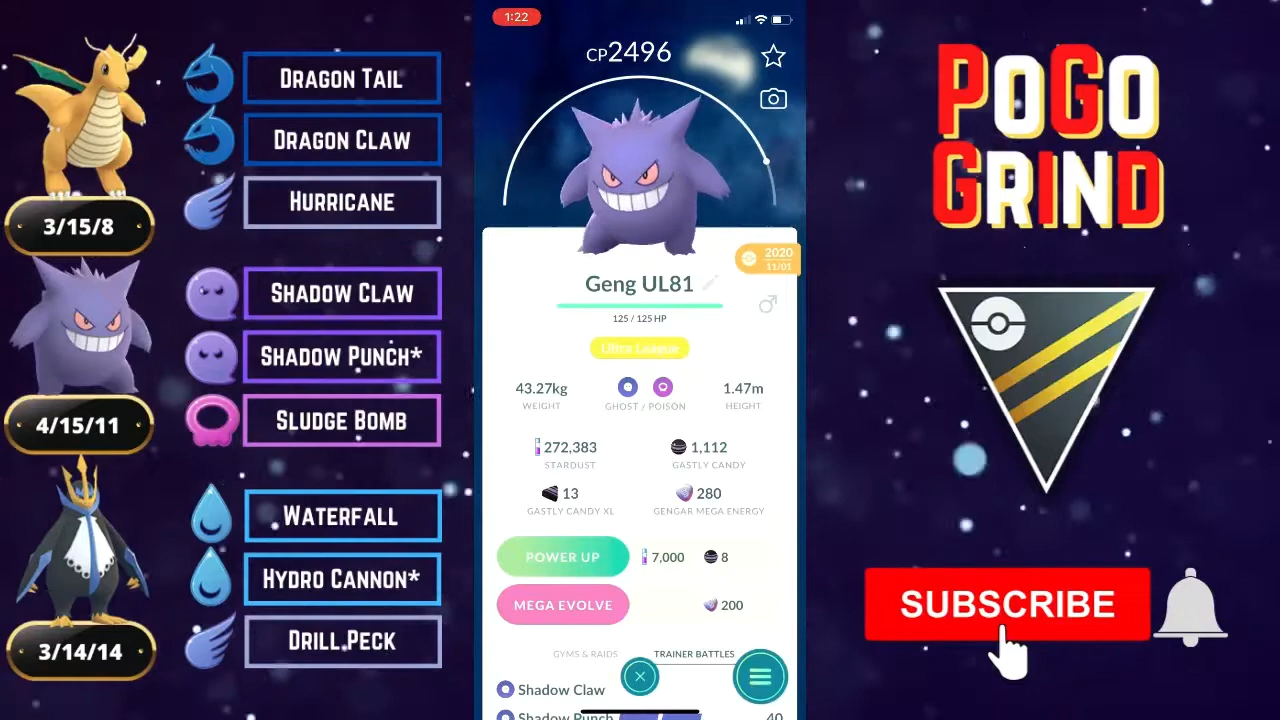 DRAGON TAIL
DRAGON CLAW
HURRICANE
3/15/8
SHADOW CLAW
SHADOW PUNCH*
SLUDGE BOMB
4/15/11
WATERFALL
HYDRO CANNON*
DRILL PECK
3/14/14
1:22
CP2496
2020
11/01
Geng UL81
125 / 125 HP
Ultra League
43.27kg
WEIGHT
GHOST / POISON
1.47m
HEIGHT
272,383
STARDUST
1,112
GASTLY CANDY
13
GASTLY CANDY XL
280
GENGAR MEGA ENERGY
POWER UP
7,000
8
MEGA EVOLVE
200
GYMS & RAIDS
TRAINER BATTLES
Shadow Claw
Shadow Punch
40
POGO
GRIND
SUBSCRIBE